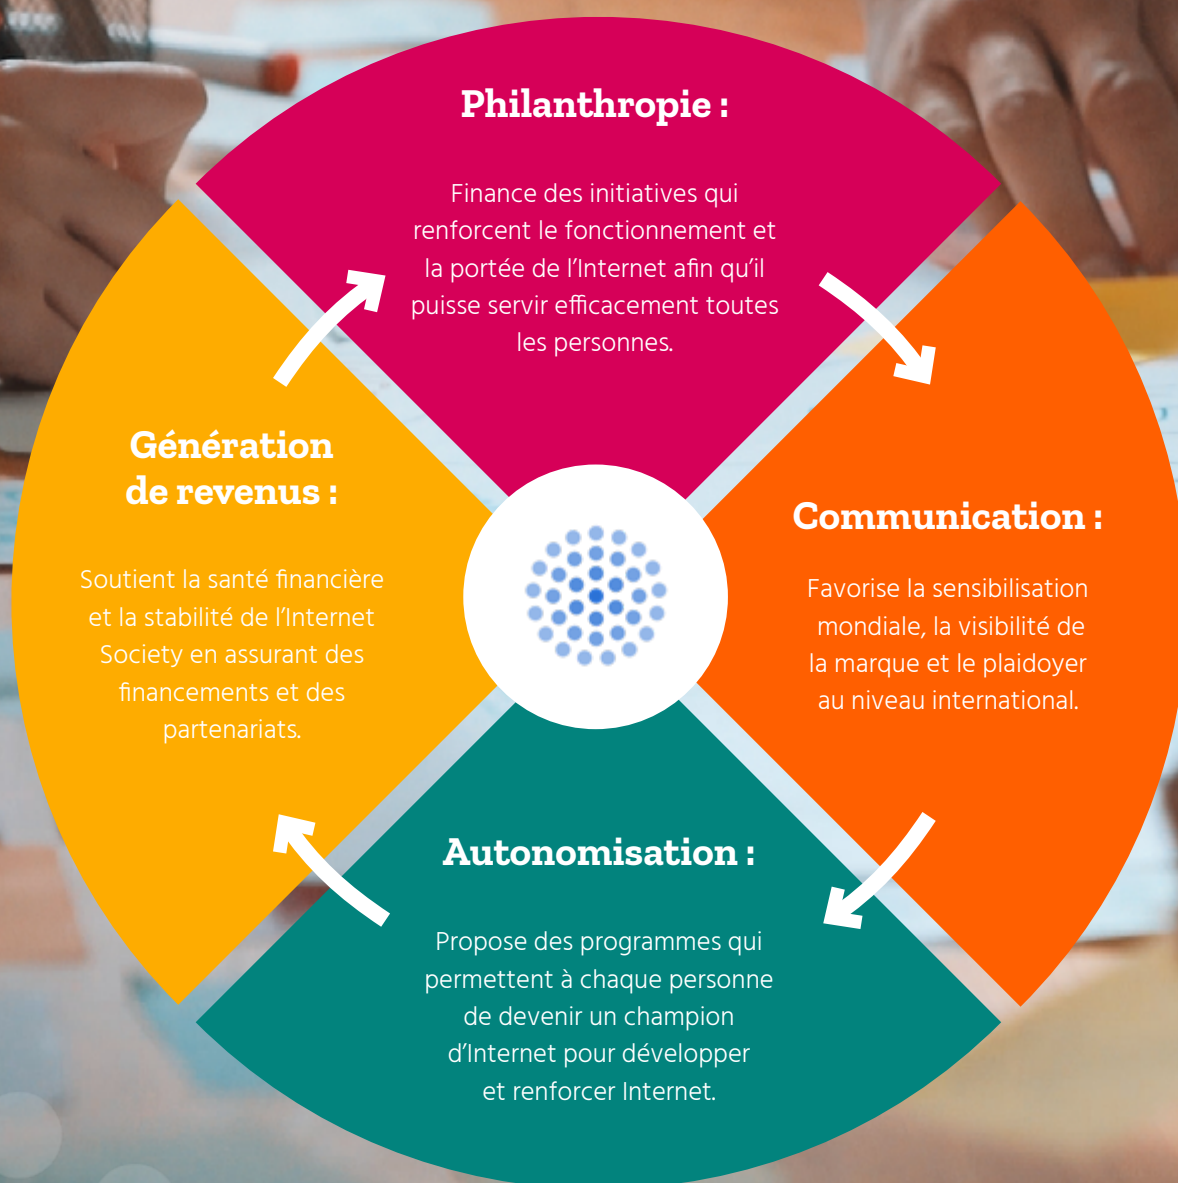 Philanthropie :
Finance des initiatives qui
renforcent le fonctionnement et
la portée de l’Internet afin qu’il
puisse servir efficacement toutes
les personnes.
Communication :
Favorise la sensibilisation
mondiale, la visibilité de
la marque et le plaidoyer
au niveau international.
Autonomisation :
Propose des programmes qui
permettent à chaque personne
de devenir un champion
d’Internet pour développer
et renforcer Internet.
Génération
de revenus :
Soutient la santé financière
et la stabilité de l’Internet
Society en assurant des
financements et des
partenariats.